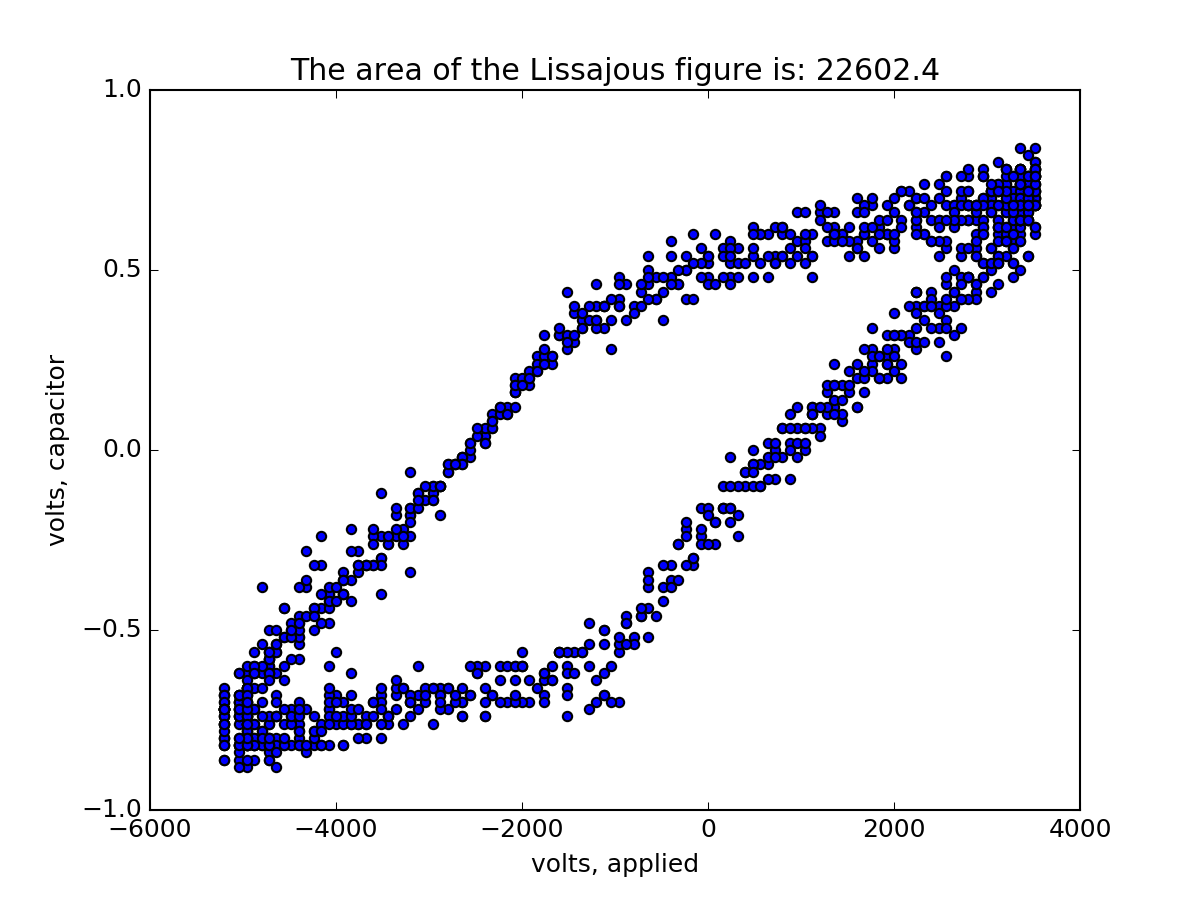 The area of the Lissajous figure is: 22602.4
1.0
0.5
0.0
−0.5
−1.0
−6000 −4000 −2000 0 2000 4000
volts, capacitor
volts, applied